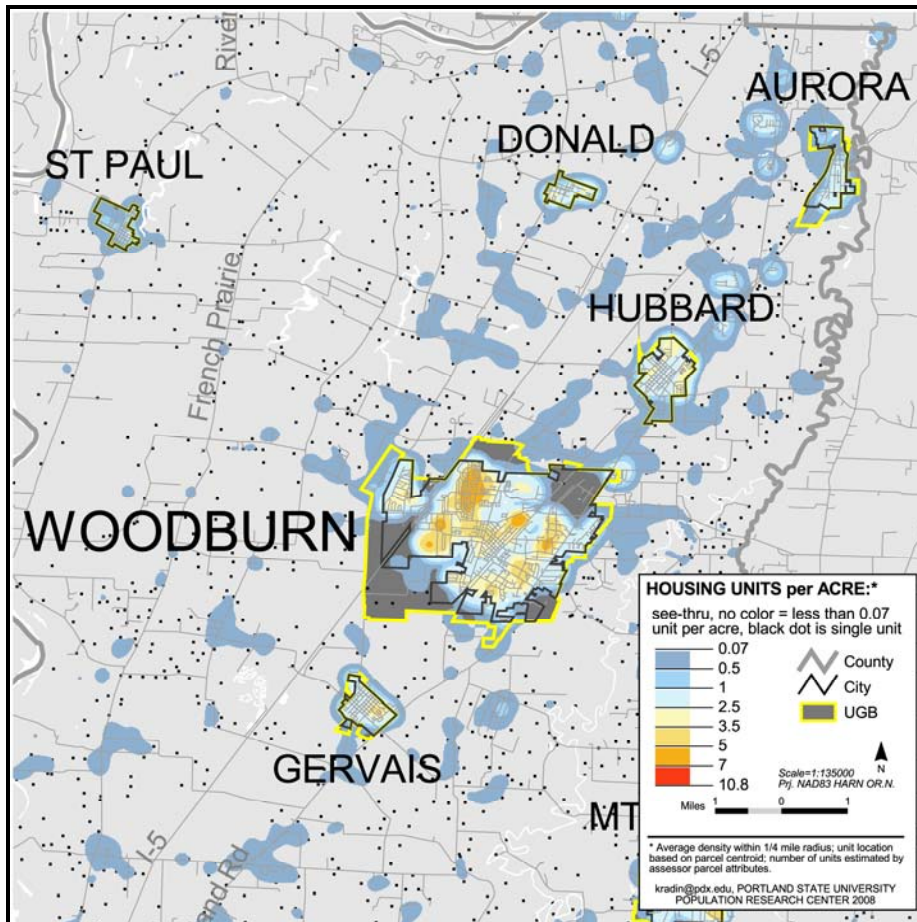 River
I-5
AURORA
DONALD
ST PAUL
French Prairie
HUBBARD
WOODBURN
GERVAIS
I-5
Rd
MT
HOUSING UNITS per ACRE:*
see-thru, no color = less than 0.07
unit per acre, black dot is single unit
0.07
0.5
1
2.5
3.5
5
7
10.8
County
City
UGB
N
Scale=1:135000
Prj. NAD83 HARN OR.N.
Miles 1 0 1
* Average density within 1/4 mile radius; unit location
based on parcel centroid; number of units estimated by
assessor parcel attributes.
kradin@pdx.edu, PORTLAND STATE UNIVERSITY
POPULATION RESEARCH CENTER 2008